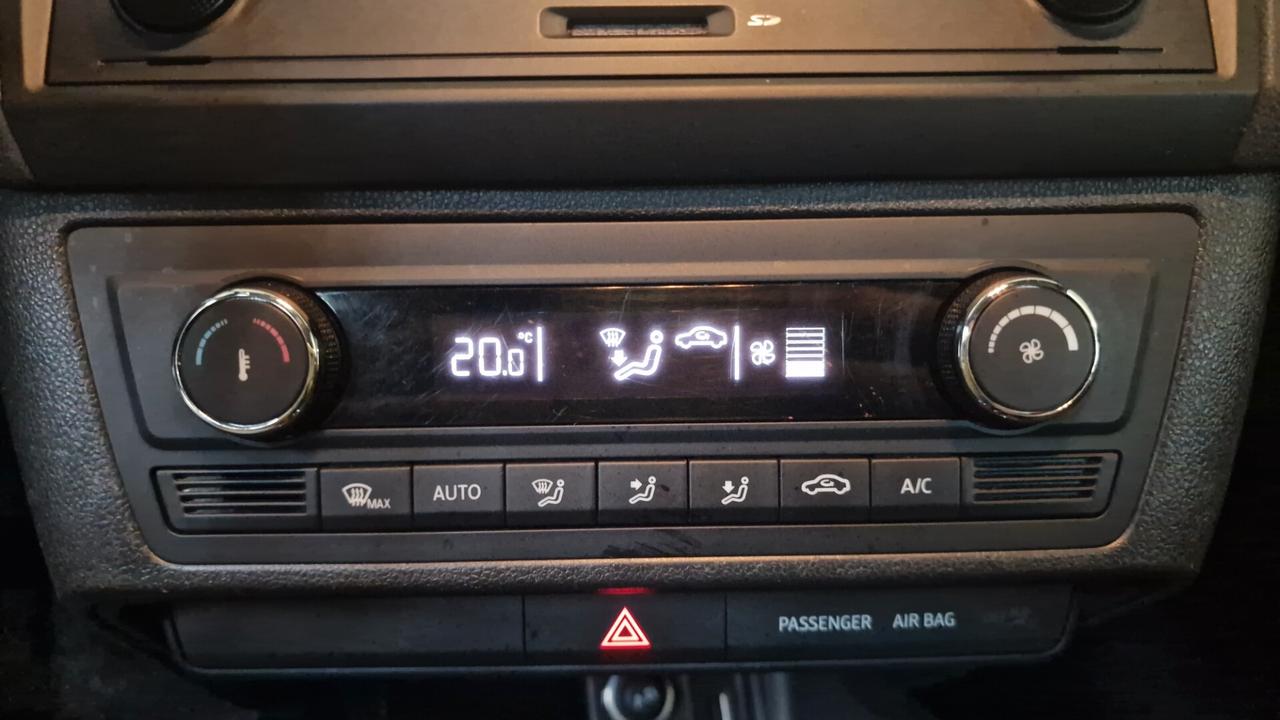 SD
20.0 °C
MAX AUTO A/C
PASSENGER AIR BAG